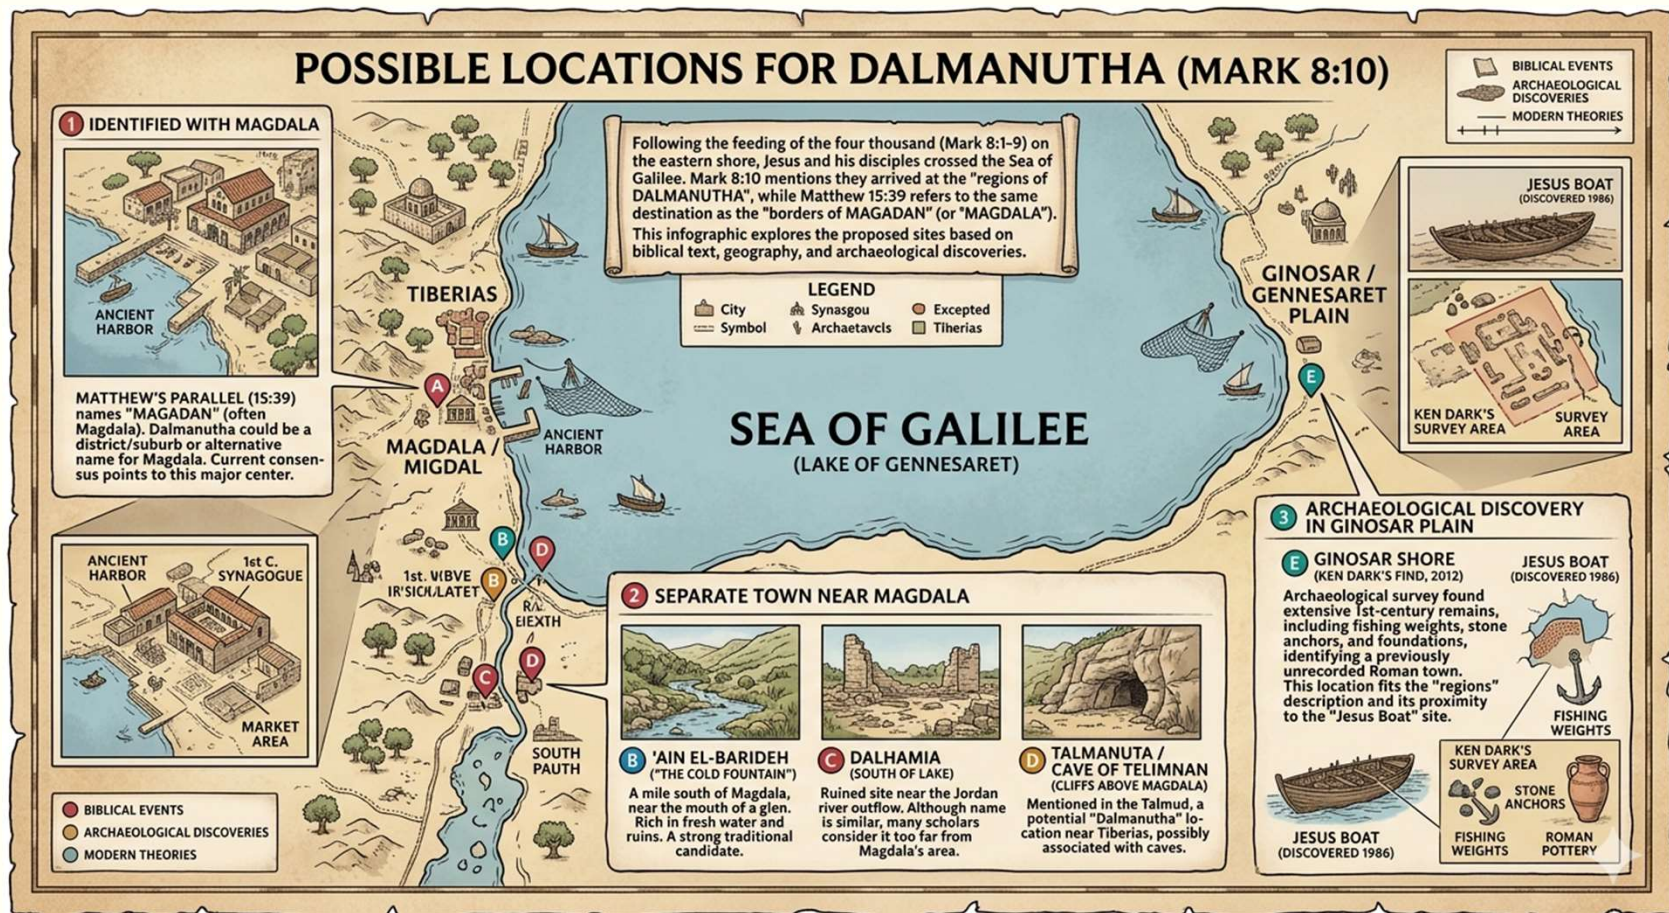 POSSIBLE LOCATIONS FOR DALMANUTHA (MARK 8:10)
BIBLICAL EVENTS
ARCHAEOLOGICAL
DISCOVERIES
MODERN THEORIES
1 IDENTIFIED WITH MAGDALA
ANCIENT
HARBOR
MATTHEW'S PARALLEL (15:39)
names "MAGADAN" (often
Magdala). Dalmanutha could be a
district/suburb or alternative
name for Magdala. Current consen-
sus points to this major center.
ANCIENT
HARBOR
1st C.
SYNAGOGUE
MARKET
AREA
BIBLICAL EVENTS
ARCHAEOLOGICAL DISCOVERIES
MODERN THEORIES
Following the feeding of the four thousand (Mark 8:1-9) on
the eastern shore, Jesus and his disciples crossed the Sea of
Galilee. Mark 8:10 mentions they arrived at the "regions of
DALMANUTHA", while Matthew 15:39 refers to the same
destination as the "borders of MAGADAN" (or "MAGDALA").
This infographic explores the proposed sites based on
biblical text, geography, and archaeological discoveries.
LEGEND
City
Synasgou
Excepted
Symbol
Archaetavcls
Tiherias
TIBERIAS
A
MAGDALA /
MIGDAL
ANCIENT
HARBOR
SEA OF GALILEE
(LAKE OF GENNESARET)
B
D
B
1st.
C
D
SOUTH
PAUTH
GINOSAR /
GENNESARET
PLAIN
E
JESUS BOAT
(DISCOVERED 1986)
KEN DARK'S
SURVEY AREA
SURVEY
AREA
2 SEPARATE TOWN NEAR MAGDALA
B 'AIN EL-BARIDEH
("THE COLD FOUNTAIN")
A mile south of Magdala,
near the mouth of a glen.
Rich in fresh water and
ruins. A strong traditional
candidate.
C DALHAMIA
(SOUTH OF LAKE)
Ruined site near the Jordan
river outflow. Although name
is similar, many scholars
consider it too far from
Magdala's area.
D TALMANUTA /
CAVE OF TELIMNAN
(CLIFFS ABOVE MAGDALA)
Mentioned in the Talmud, a
potential "Dalmanutha" lo-
cation near Tiberias, possibly
associated with caves.
3 ARCHAEOLOGICAL DISCOVERY
IN GINOSAR PLAIN
E GINOSAR SHORE
(KEN DARK'S FIND, 2012)
Archaeological survey found
extensive 1st-century remains,
including fishing weights, stone
anchors, and foundations,
identifying a previously
unrecorded Roman town.
This location fits the "regions"
description and its proximity
to the "Jesus Boat" site.
JESUS BOAT
(DISCOVERED 1986)
FISHING
WEIGHTS
JESUS BOAT
(DISCOVERED 1986)
KEN DARK'S
SURVEY AREA
STONE
ANCHORS
FISHING
WEIGHTS
ROMAN
POTTERY